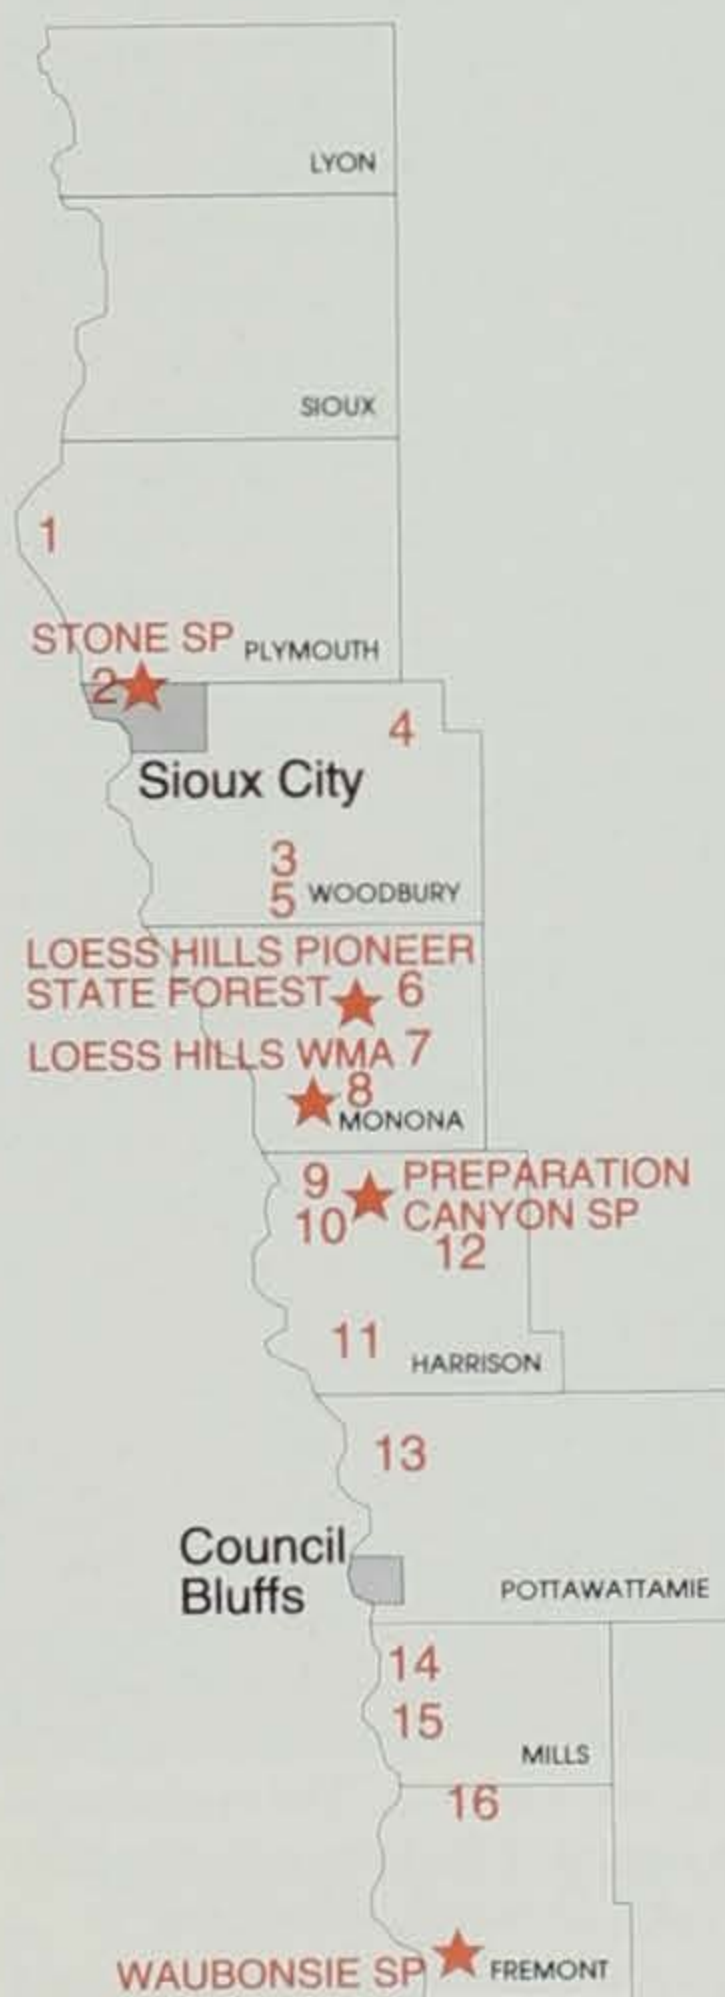 LYON
SIOUX
1
STONE SP
PLYMOUTH
2
4
Sioux City
3
5 WOODBURY
LOESS HILLS PIONEER
STATE FOREST 6
LOESS HILLS WMA 7
8
MONONA
9 PREPARATION
10 CANYON SP
12
11
HARRISON
13
Council
Bluffs
POTTAWATTAMIE
14
15
MILLS
16
WAUBONSIE SP
FREMONT